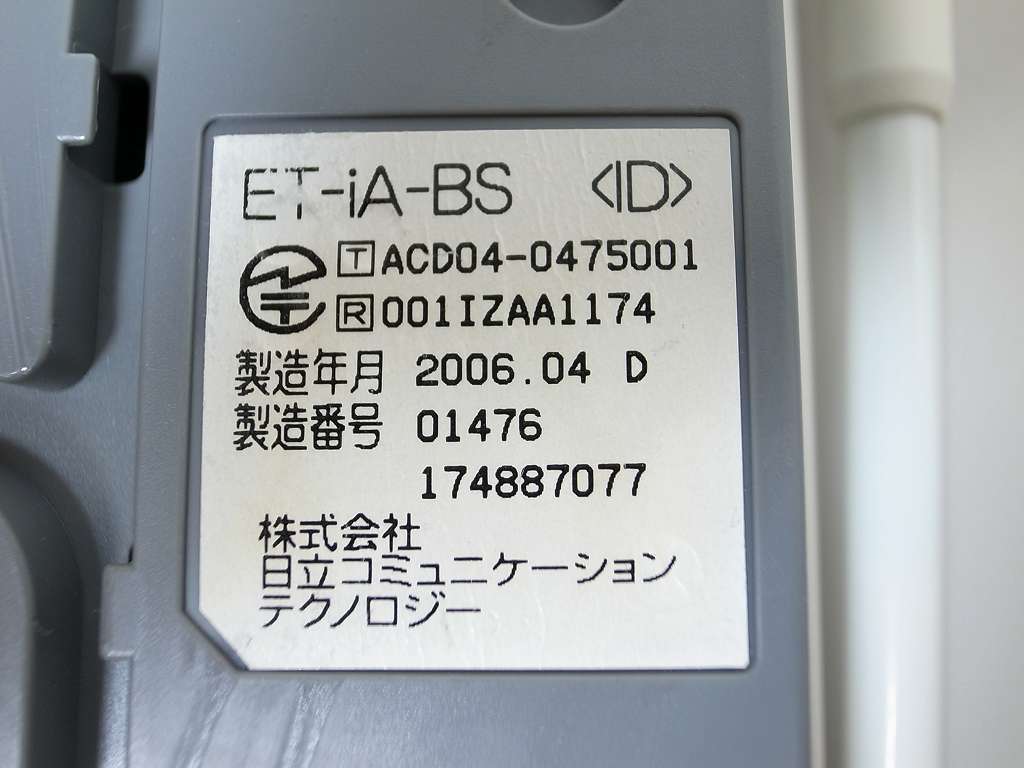 ET-iA-BS <ID>
T ACD04-0475001
R 001IZAA1174
製造年月 2006.04 D
製造番号 01476
174887077
株式会社
日立コミュニケーション
テクノロジー